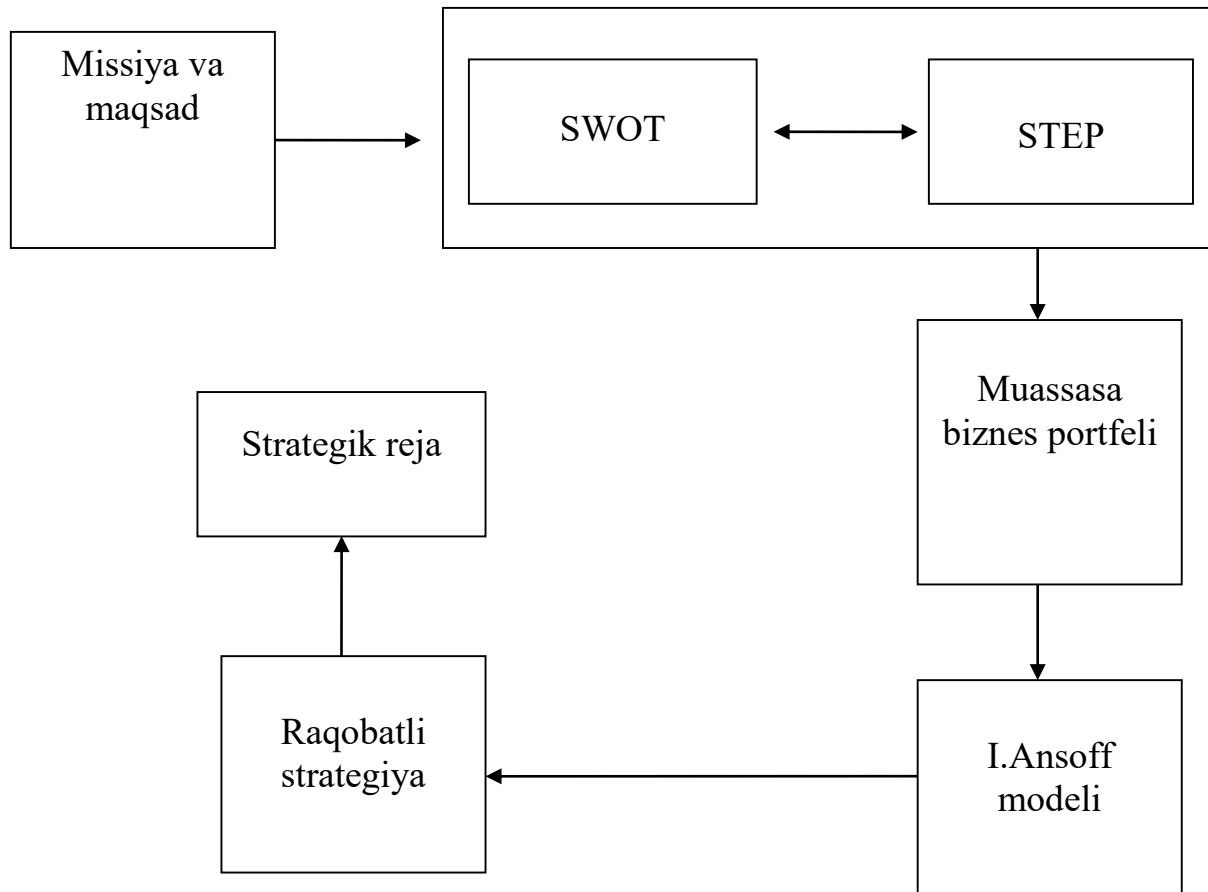 Missiya va
maqsad
SWOT
STEP
Muassasa
biznes portfeli
Strategik reja
Raqobatli
strategiya
I.Ansoff
modeli